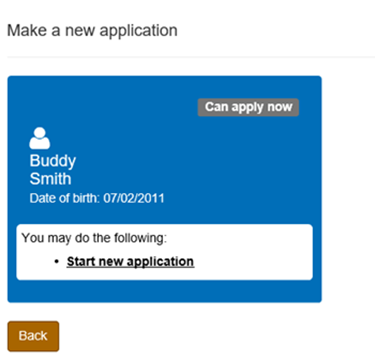 Make a new application
Can apply now
Buddy
Smith
Date of birth: 07/02/2011
You may do the following:
• Start new application
Back